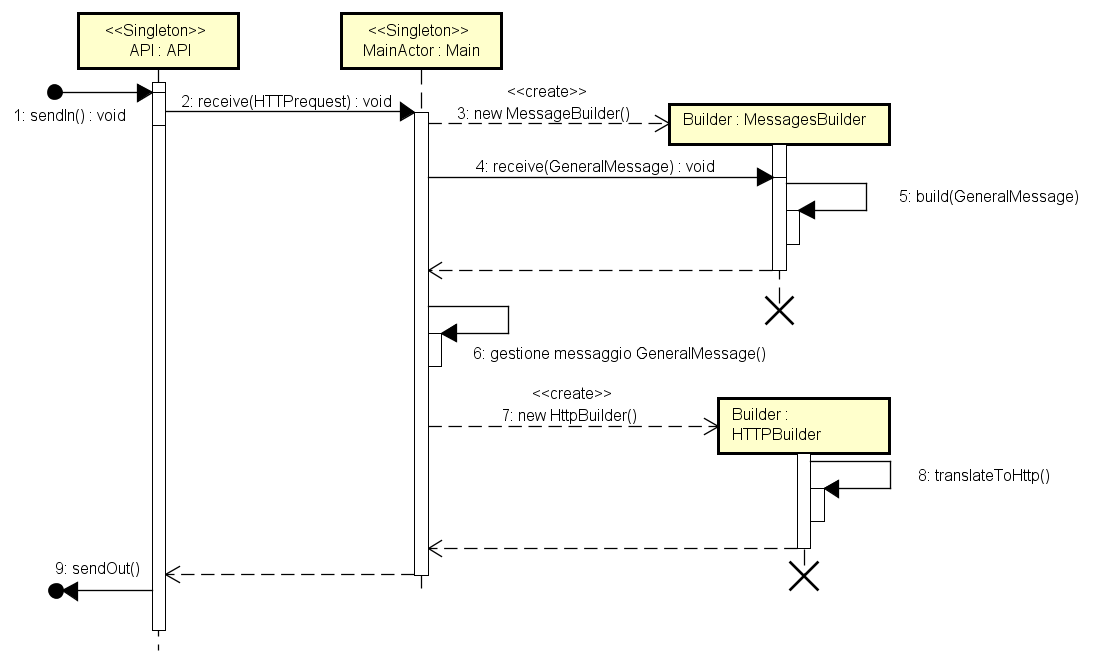 <<Singleton>>
API : API
<<Singleton>>
MainActor : Main
1: sendIn() : void
2: receive(HTTPrequest) : void
<<create>>
3: new MessageBuilder()
Builder : MessagesBuilder
4: receive(GeneralMessage) : void
5: build(GeneralMessage)
6: gestione messaggio GeneralMessage()
<<create>>
7: new HttpBuilder()
Builder :
HTTPBuilder
8: translateToHttp()
9: sendOut()